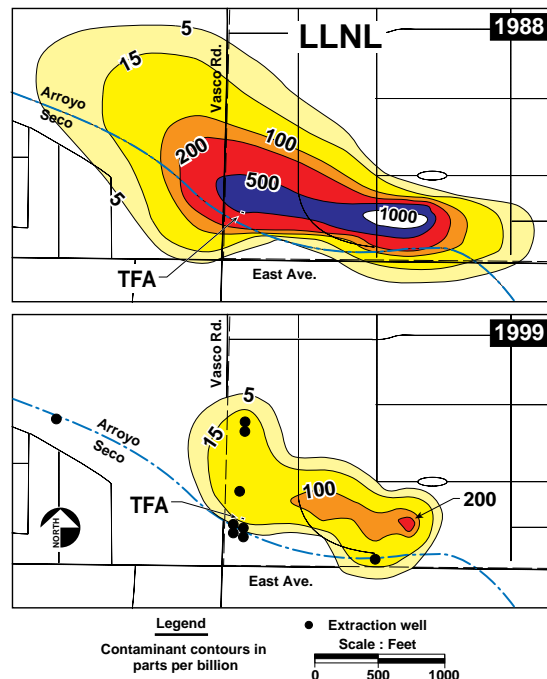 1988
LLNL
5
15
Vasco Rd.
Arroyo
Seco
100
200
500
1000
5
TFA
East Ave.
1999
Vasco Rd.
5
15
Arroyo
Seco
100
200
TFA
NORTH
East Ave.
Legend
Contaminant contours in
parts per billion
Extraction well
Scale : Feet
0 500 1000